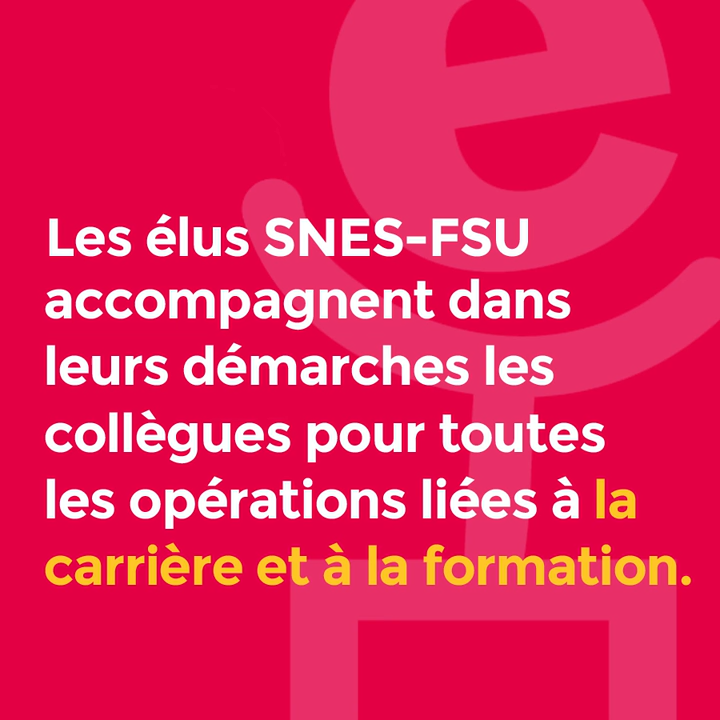 Les élus SNES-FSU
accompagnent dans
leurs démarches les
collègues pour toutes
les opérations liées à la
carrière et à la formation.